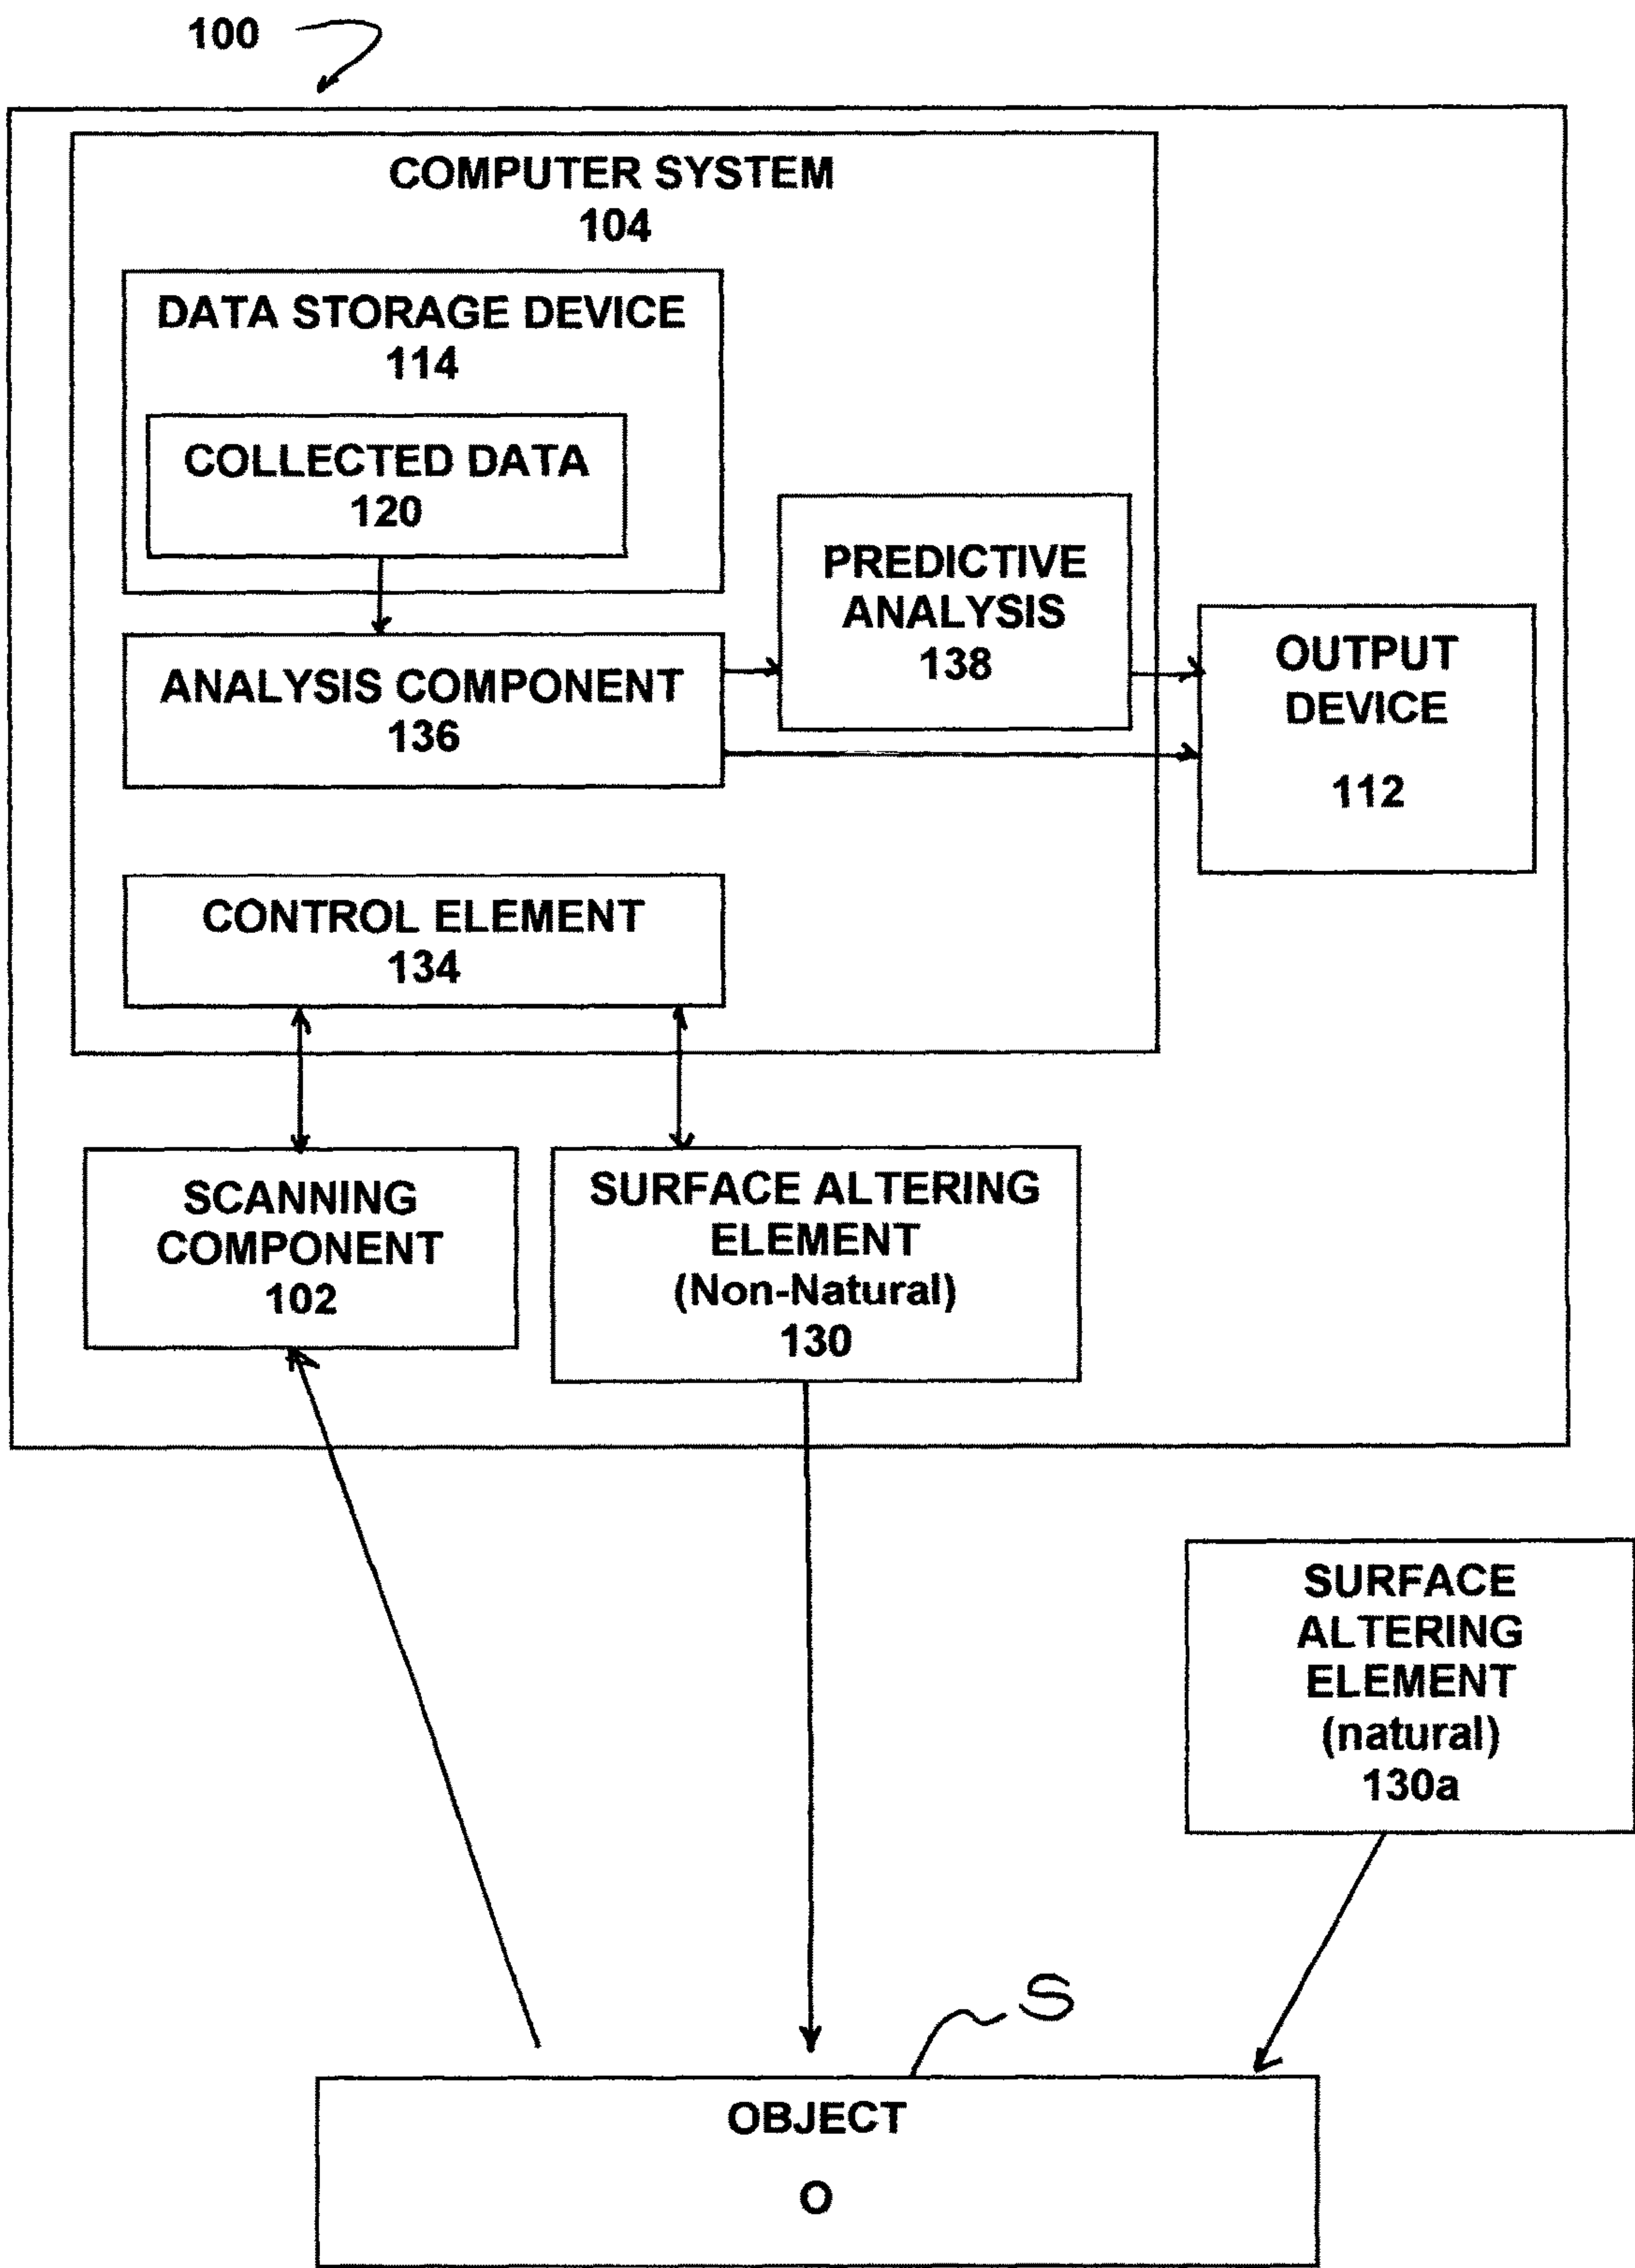 100
COMPUTER SYSTEM
104
DATA STORAGE DEVICE
114
COLLECTED DATA
120
PREDICTIVE
ANALYSIS
138
OUTPUT
DEVICE
112
ANALYSIS COMPONENT
136
CONTROL ELEMENT
134
SCANNING
COMPONENT
102
SURFACE ALTERING
ELEMENT
(Non-Natural)
130
SURFACE
ALTERING
ELEMENT
(natural)
130a
S
OBJECT
O